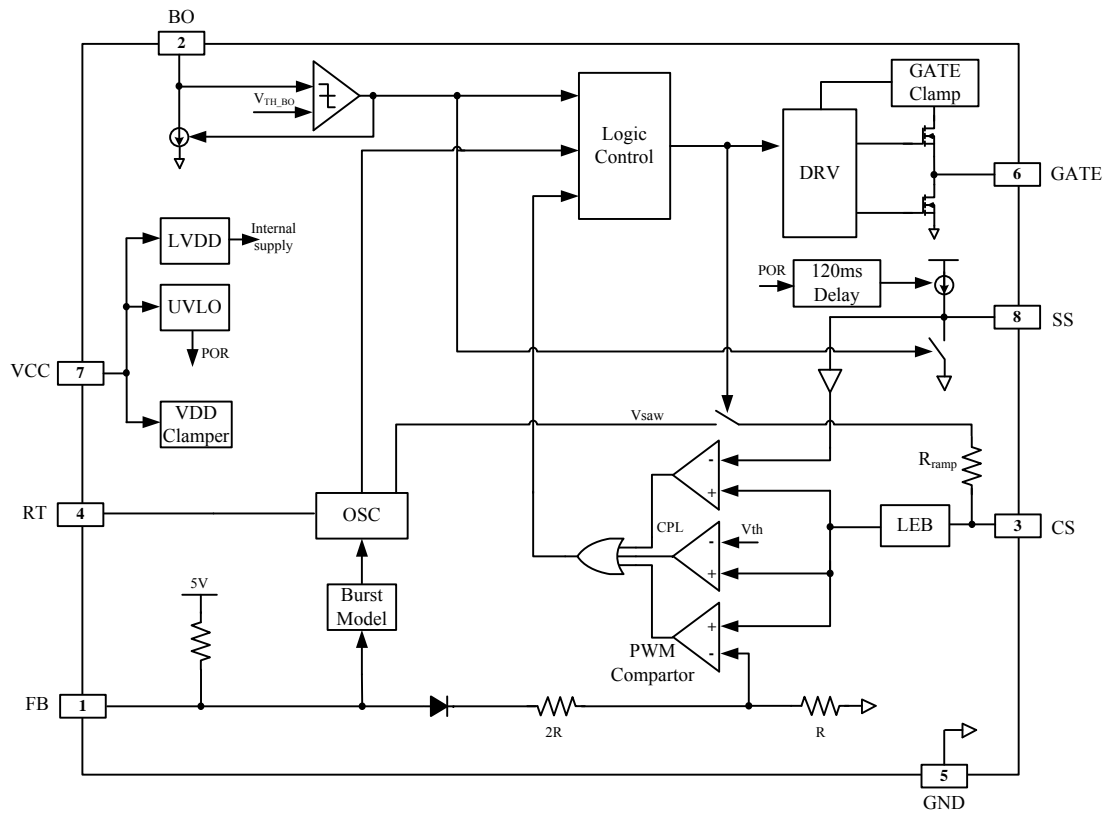 BO
2
V_TH_BO
Logic
Control
GATE
Clamp
DRV
6
GATE
LVDD
Internal
supply
UVLO
POR
VCC
7
VDD
Clamper
POR
120ms
Delay
8
SS
Vsaw
R_ramp
-
+
RT
4
OSC
CPL
-
Vth
+
LEB
3
CS
5V
Burst
Model
+
-
PWM
Compartor
FB
1
2R
R
5
GND